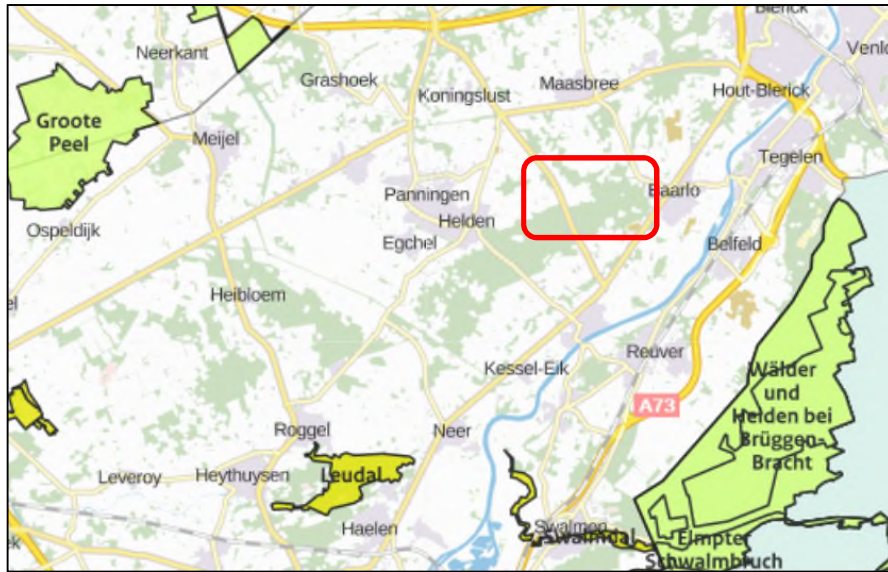 Blerick
Venlo
Neerkant
Grashoek
Koningslust
Maasbree
Hout-Blerick
Groote
Peel
Meijel
Tegelen
Panningen
Baarlo
Helden
Ospeldijk
Egchel
Belfeld
Heibloem
Kessel-Eik
Reuver
Wälder
und
Heiden bei
Brüggen-
Bracht
A73
Roggel
Neer
Leveroy
Heythuysen
Leudal
Haelen
Swalmen
Swalmdal
Elmpter
Schwalmbruch